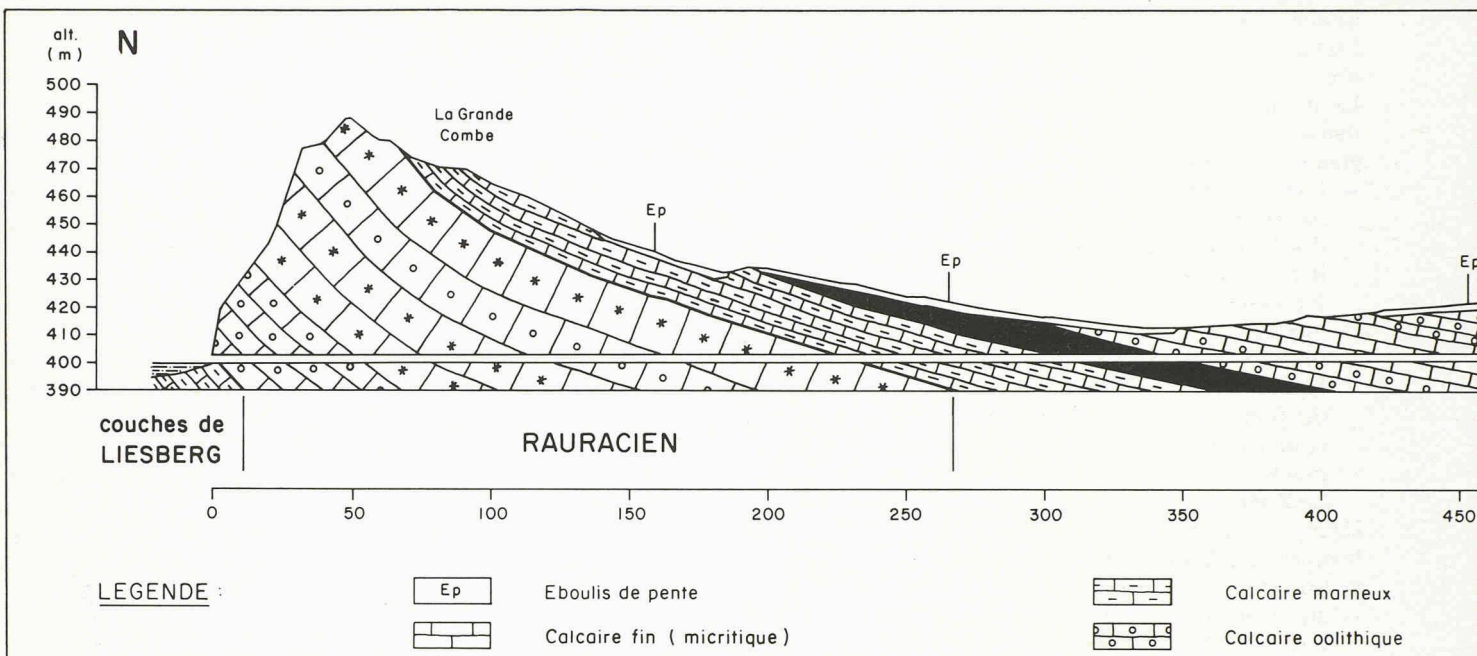 alt.
(m)
N
500
490
480
470
460
450
440
430
420
410
400
390
La Grande
Combe
Ep
Ep
Ep
couches de
LIESBERG
RAURACIEN
0 50 100 150 200 250 300 350 400 450
LEGENDE :
Ep Eboulis de pente
Calcaire marneux
Calcaire fin ( micritique )
Calcaire oolithique